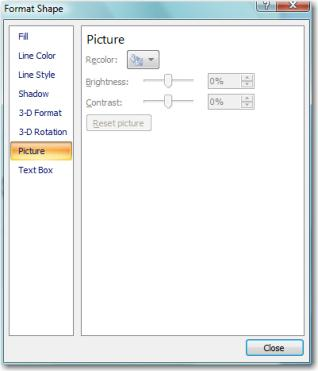 Format Shape
Fill
Line Color
Line Style
Shadow
3-D Format
3-D Rotation
Picture
Text Box
Picture
Recolor:
Brightness: 0%
Contrast: 0%
Reset picture
Close